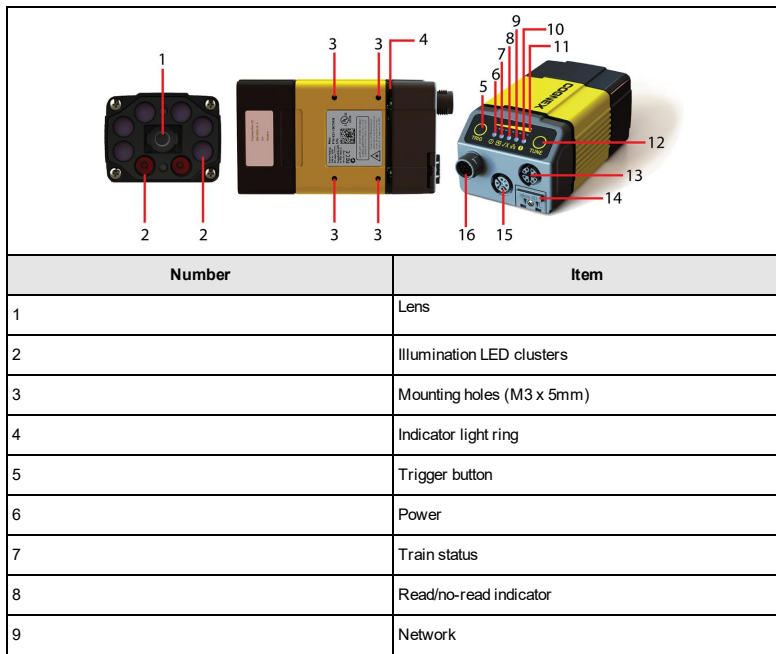 9
8
10
3
3
4
7
11
1
6
5
COGNEX
12
TRIG
TUNE
13
14
2
2
3
3
16
15
Number Item
1 Lens
2 Illumination LED clusters
3 Mounting holes (M3 x 5mm)
4 Indicator light ring
5 Trigger button
6 Power
7 Train status
8 Read/no-read indicator
9 Network